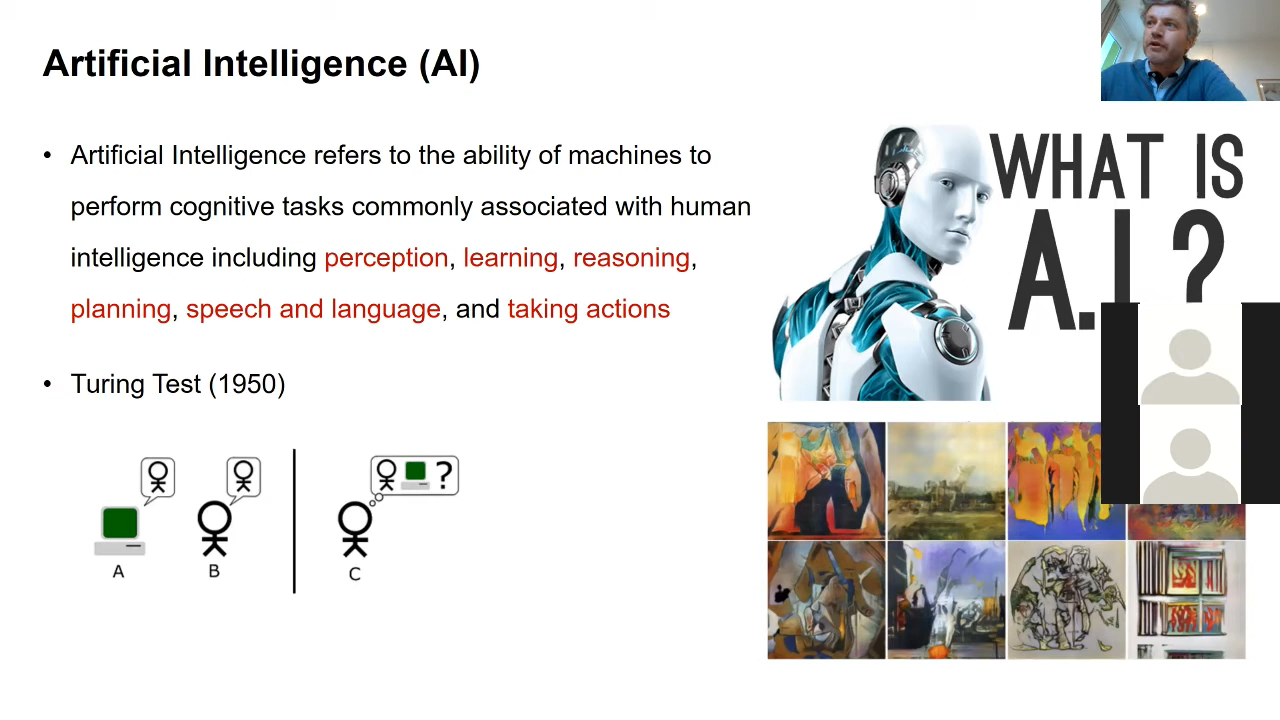 Artificial Intelligence (AI)
• Artificial Intelligence refers to the ability of machines to
perform cognitive tasks commonly associated with human
intelligence including perception, learning, reasoning,
planning, speech and language, and taking actions
• Turing Test (1950)
?
A
B
C
WHAT IS
A.I ?